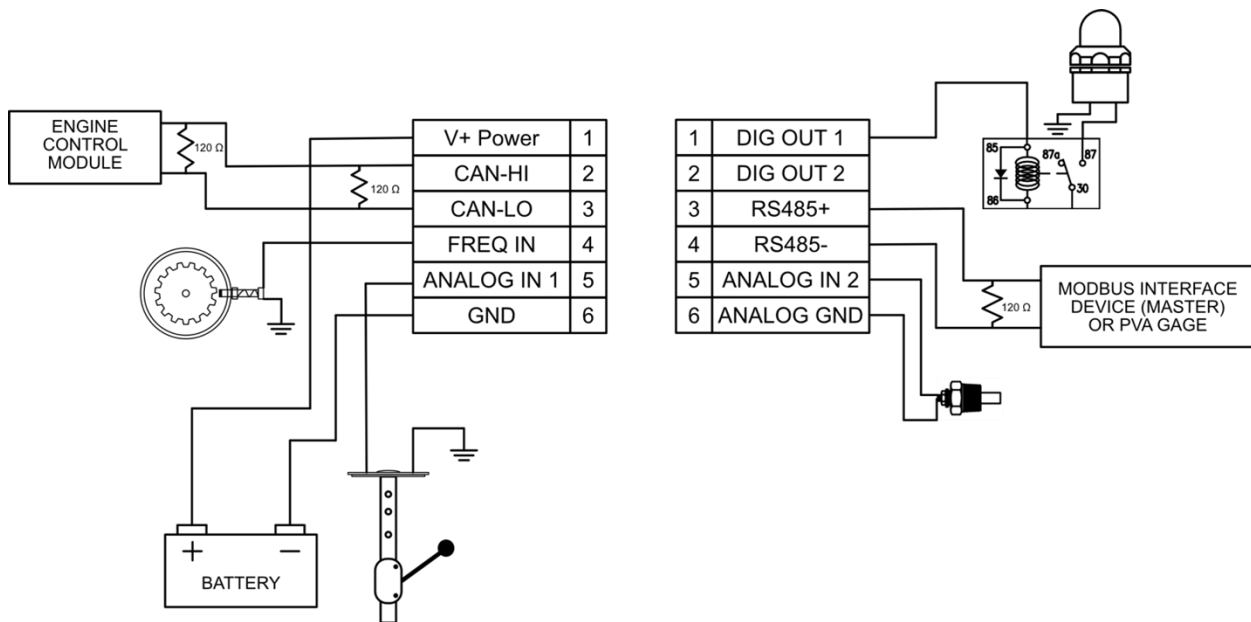 ENGINE
CONTROL
MODULE
120 Ω
120 Ω
V+ Power 1
CAN-HI 2
CAN-LO 3
FREQ IN 4
ANALOG IN 1 5
GND 6
+ −
BATTERY
1 DIG OUT 1
2 DIG OUT 2
3 RS485+
4 RS485-
5 ANALOG IN 2
6 ANALOG GND
85
87a
87
86
30
120 Ω
MODBUS INTERFACE
DEVICE (MASTER)
OR PVA GAGE